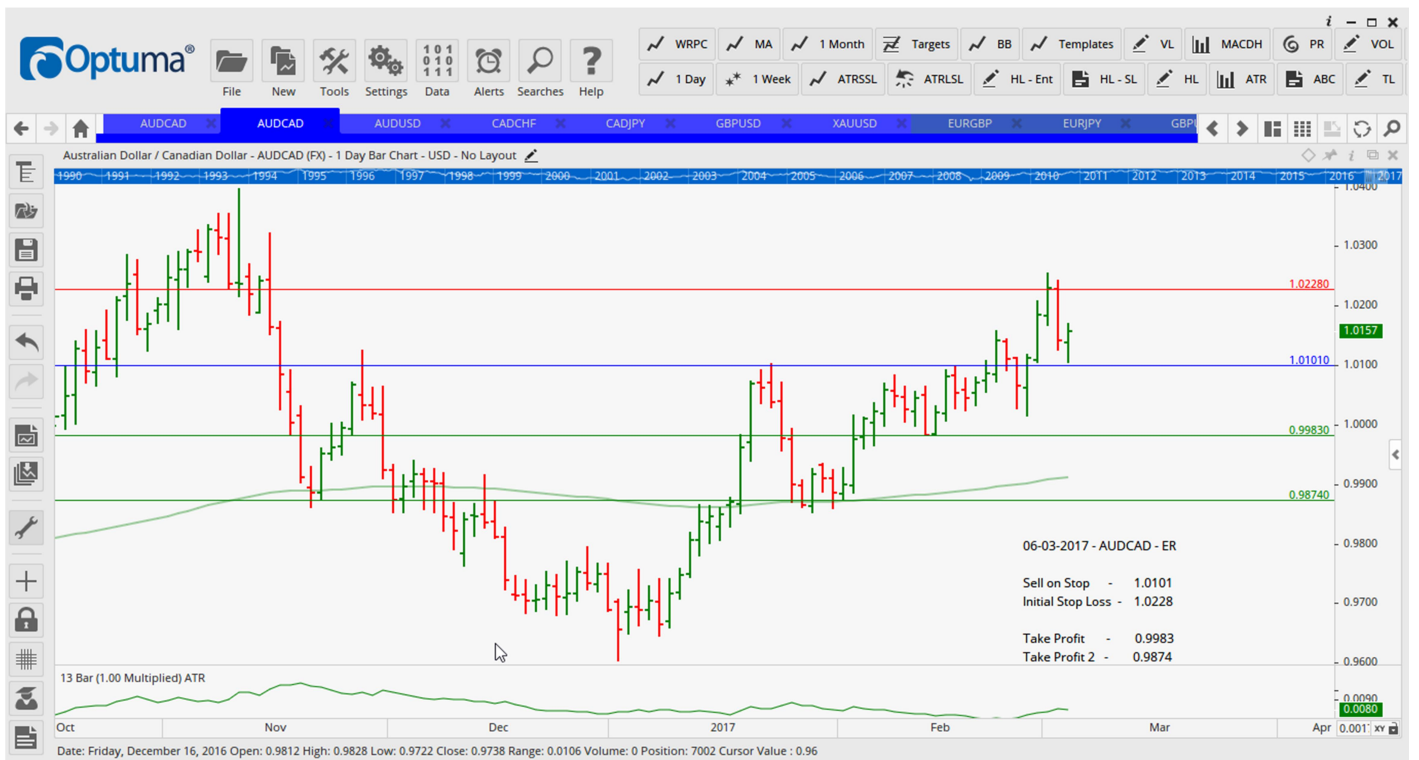 i
Optuma®
File New Tools Settings Data Alerts Searches Help
101
010
111
WRPC MA 1 Month Targets BB Templates VL MACDH PR VOL
1 Day 1 Week ATRSSL ATRLSL HL - Ent HL - SL HL ATR ABC TL
AUDCAD AUDCAD AUDUSD CADCHF CADJPY GBPUSD XAUUSD EURGBP EURJPY
Australian Dollar / Canadian Dollar - AUDCAD (FX) - 1 Day Bar Chart - USD - No Layout
1990 1991 1992 1993 1994 1995 1996 1997 1998 1999 2000 2001 2002 2003 2004 2005 2006 2007 2008 2009 2010 2011 2012 2013 2014 2015 2016 2017
1.0400
1.0300
1.02280
1.0200
1.0157
1.01010
1.0100
1.0000
0.99830
0.9900
0.98740
0.9800
0.9700
0.9600
06-03-2017 - AUDCAD - ER
Sell on Stop - 1.0101
Initial Stop Loss - 1.0228
Take Profit - 0.9983
Take Profit 2 - 0.9874
13 Bar (1.00 Multiplied) ATR
0.0090
0.0080
Oct Nov Dec 2017 Feb Mar Apr 0.001 XY
Date: Friday, December 16, 2016 Open: 0.9812 High: 0.9828 Low: 0.9722 Close: 0.9738 Range: 0.0106 Volume: 0 Position: 7002 Cursor Value : 0.96